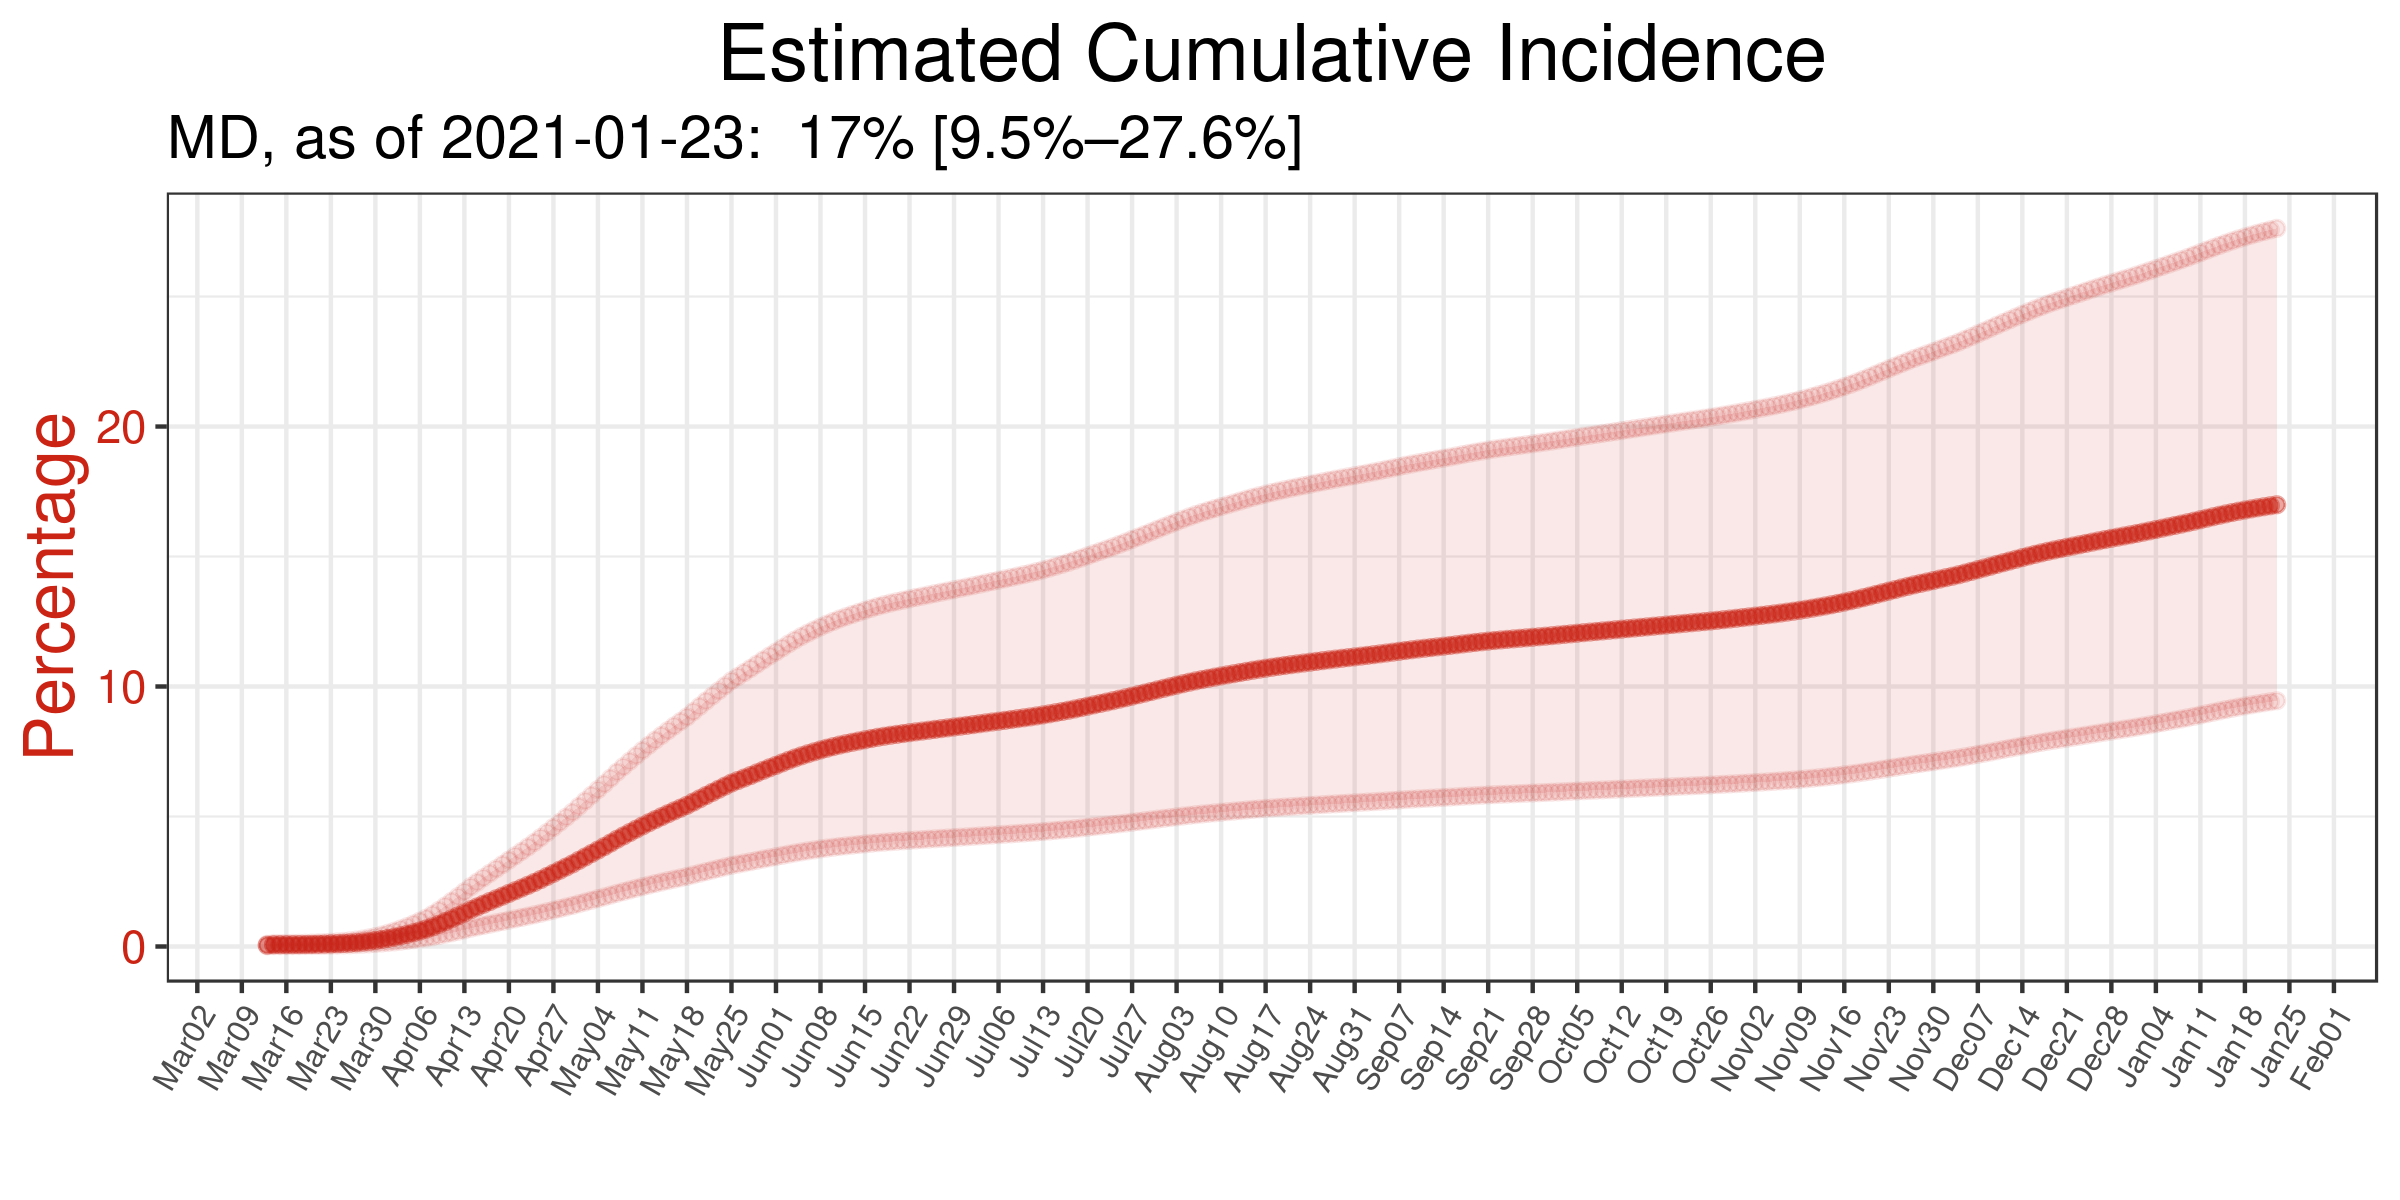 Estimated Cumulative Incidence
MD, as of 2021-01-23:  17% [9.5%–27.6%]
Percentage
20
10
0
Mar02
Mar09
Mar16
Mar23
Mar30
Apr06
Apr13
Apr20
Apr27
May04
May11
May18
May25
Jun01
Jun08
Jun15
Jun22
Jun29
Jul06
Jul13
Jul20
Jul27
Aug03
Aug10
Aug17
Aug24
Aug31
Sep07
Sep14
Sep21
Sep28
Oct05
Oct12
Oct19
Oct26
Nov02
Nov09
Nov16
Nov23
Nov30
Dec07
Dec14
Dec21
Dec28
Jan04
Jan11
Jan18
Jan25
Feb01